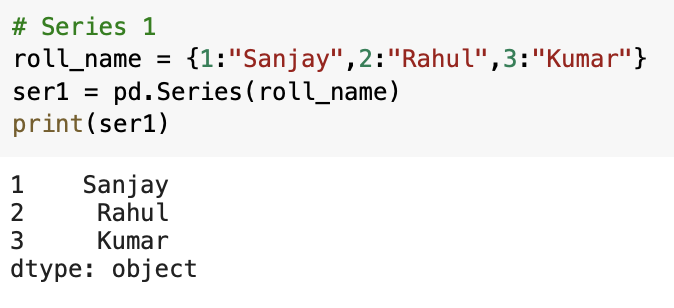 # Series 1
roll_name = {1:"Sanjay",2:"Rahul",3:"Kumar"}
ser1 = pd.Series(roll_name)
print(ser1)
1    Sanjay
2     Rahul
3     Kumar
dtype: object